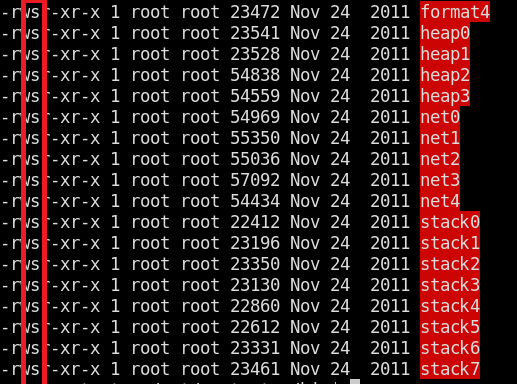 -rwsr-xr-x 1 root root 23472 Nov 24  2011 format4
-rwsr-xr-x 1 root root 23541 Nov 24  2011 heap0
-rwsr-xr-x 1 root root 23528 Nov 24  2011 heap1
-rwsr-xr-x 1 root root 54838 Nov 24  2011 heap2
-rwsr-xr-x 1 root root 54559 Nov 24  2011 heap3
-rwsr-xr-x 1 root root 54969 Nov 24  2011 net0
-rwsr-xr-x 1 root root 55350 Nov 24  2011 net1
-rwsr-xr-x 1 root root 55036 Nov 24  2011 net2
-rwsr-xr-x 1 root root 57092 Nov 24  2011 net3
-rwsr-xr-x 1 root root 54434 Nov 24  2011 net4
-rwsr-xr-x 1 root root 22412 Nov 24  2011 stack0
-rwsr-xr-x 1 root root 23196 Nov 24  2011 stack1
-rwsr-xr-x 1 root root 23350 Nov 24  2011 stack2
-rwsr-xr-x 1 root root 23130 Nov 24  2011 stack3
-rwsr-xr-x 1 root root 22860 Nov 24  2011 stack4
-rwsr-xr-x 1 root root 22612 Nov 24  2011 stack5
-rwsr-xr-x 1 root root 23331 Nov 24  2011 stack6
-rwsr-xr-x 1 root root 23461 Nov 24  2011 stack7